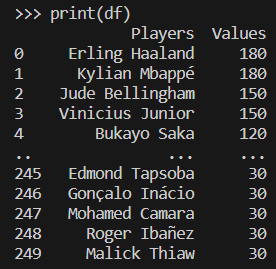 >>> print(df)
Players Values
0 Erling Haaland 180
1 Kylian Mbappé 180
2 Jude Bellingham 150
3 Vinicius Junior 150
4 Bukayo Saka 120
.. ... ...
245 Edmond Tapsoba 30
246 Gonçalo Inácio 30
247 Mohamed Camara 30
248 Roger Ibañez 30
249 Malick Thiaw 30